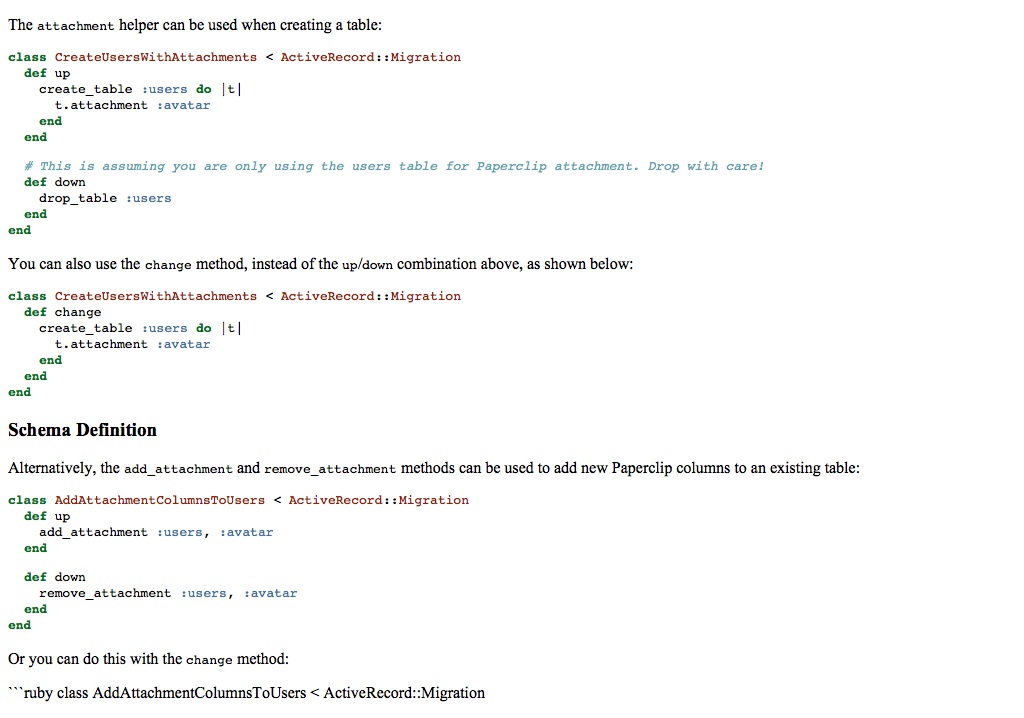 The attachment helper can be used when creating a table:
class CreateUsersWithAttachments < ActiveRecord::Migration
  def up
    create_table :users do |t|
      t.attachment :avatar
    end
  end
  # This is assuming you are only using the users table for Paperclip attachment. Drop with care!
  def down
    drop_table :users
  end
end
You can also use the change method, instead of the up/down combination above, as shown below:
class CreateUsersWithAttachments < ActiveRecord::Migration
  def change
    create_table :users do |t|
      t.attachment :avatar
    end
  end
end
Schema Definition
Alternatively, the add_attachment and remove_attachment methods can be used to add new Paperclip columns to an existing table:
class AddAttachmentColumnsToUsers < ActiveRecord::Migration
  def up
    add_attachment :users, :avatar
  end
  def down
    remove_attachment :users, :avatar
  end
end
Or you can do this with the change method:
```ruby class AddAttachmentColumnsToUsers < ActiveRecord::Migration